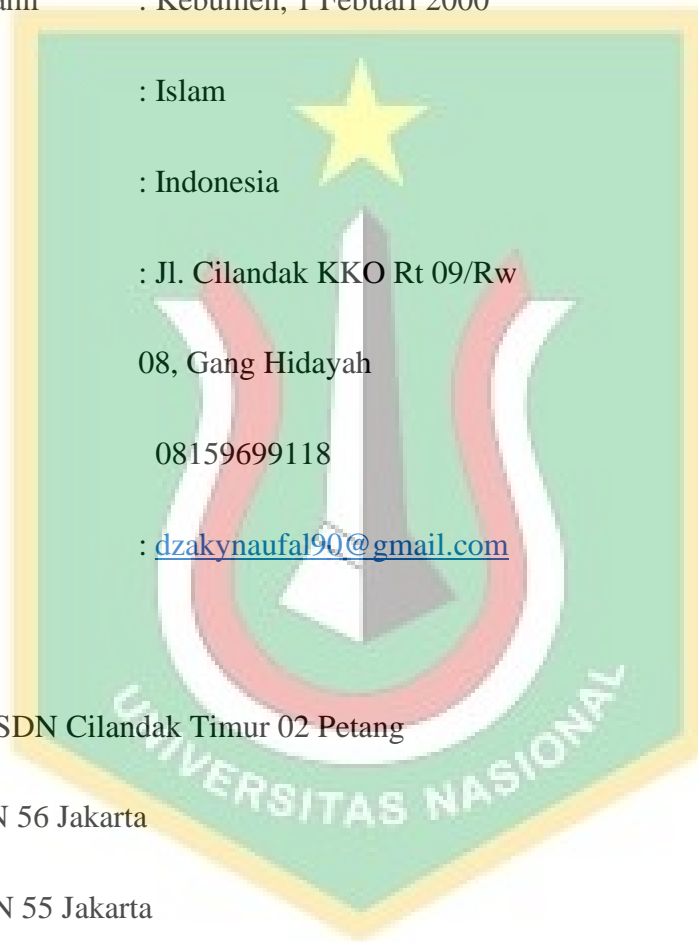 : Kebumen, 1 Febuari 2000
: Islam
: Indonesia
: Jl. Cilandak KKO Rt 09/Rw
08, Gang Hidayah
08159699118
: dzakynaufal90@gmail.com
SDN Cilandak Timur 02 Petang
56 Jakarta
55 Jakarta
UNIVERSITAS NASIONAL